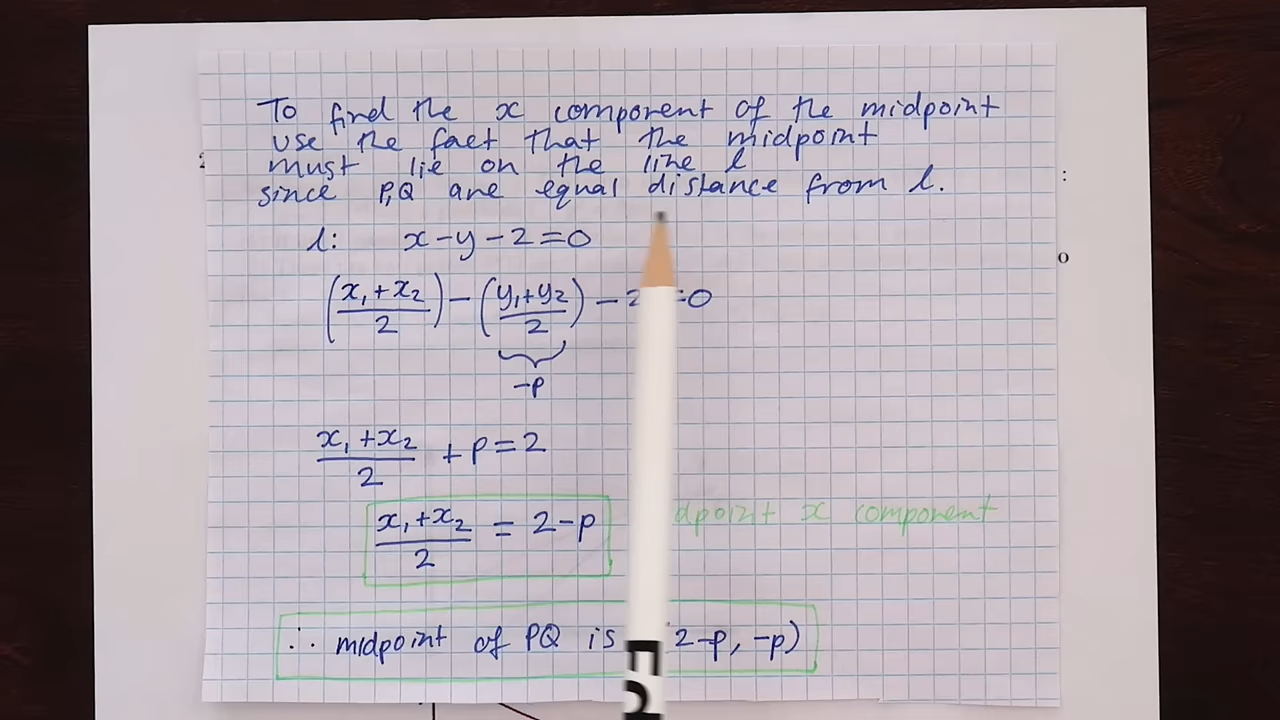 To find the x component of the midpoint
use the fact that the midpoint
must lie on the line l
since P,Q are equal distance from l.
l: x-y-2=0
(x₁+x₂/2) - (y₁+y₂/2) - 2 =0
-p
x₁+x₂/2 + p = 2
x₁+x₂/2 = 2-p x component
∴ midpoint of PQ is 2-p, -p)